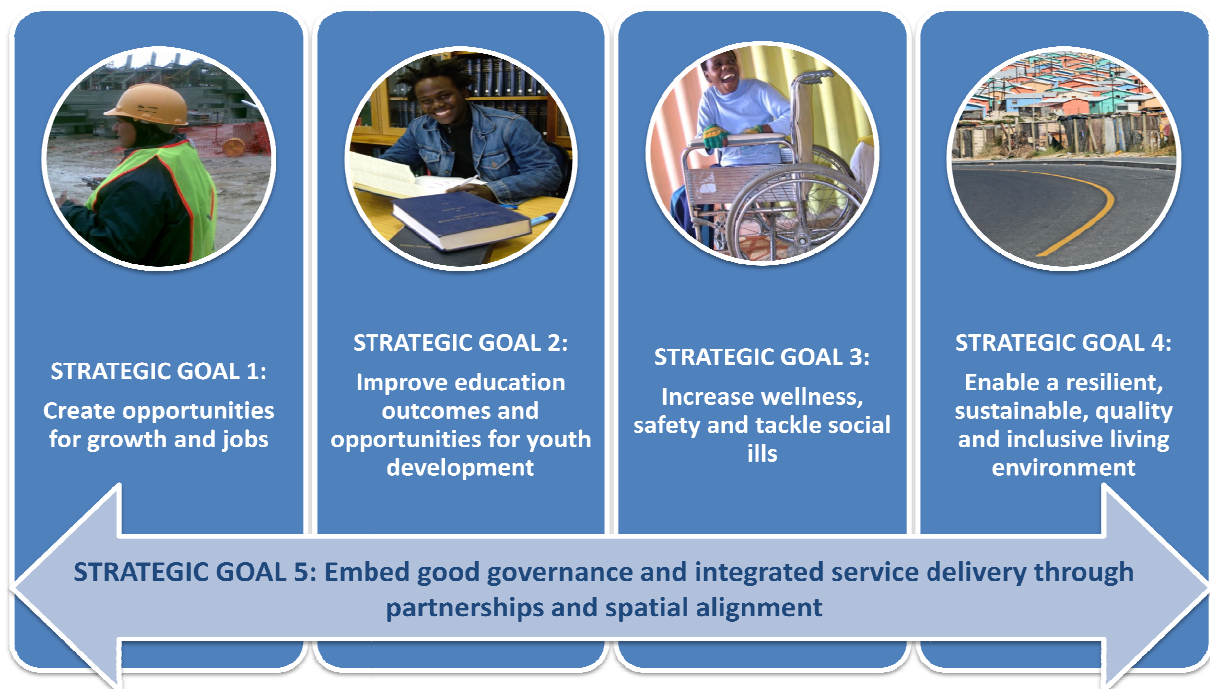 STRATEGIC GOAL 1:
Create opportunities
for growth and jobs
STRATEGIC GOAL 2:
Improve education
outcomes and
opportunities for youth
development
STRATEGIC GOAL 3:
Increase wellness,
safety and tackle social
ills
STRATEGIC GOAL 4:
Enable a resilient,
sustainable, quality
and inclusive living
environment
STRATEGIC GOAL 5: Embed good governance and integrated service delivery through
partnerships and spatial alignment